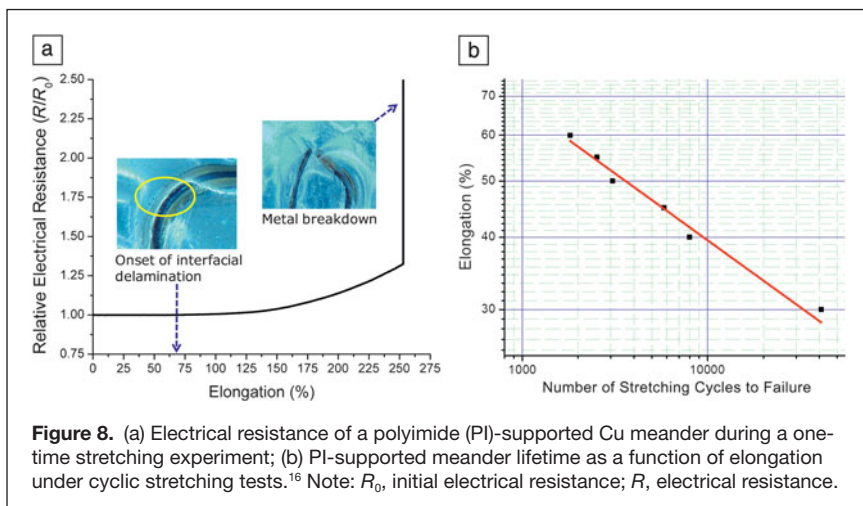 a
2.50
2.25
2.00
1.75
1.50
1.25
1.00
0.75
Relative Electrical Resistance (R/R0)
Onset of interfacial
delamination
Metal breakdown
0 25 50 75 100 125 150 175 200 225 250 275
Elongation (%)
b
70
60
50
40
30
Elongation (%)
1000 10000
Number of Stretching Cycles to Failure
Figure 8. (a) Electrical resistance of a polyimide (PI)-supported Cu meander during a one-
time stretching experiment; (b) PI-supported meander lifetime as a function of elongation
under cyclic stretching tests.16 Note: R0, initial electrical resistance; R, electrical resistance.